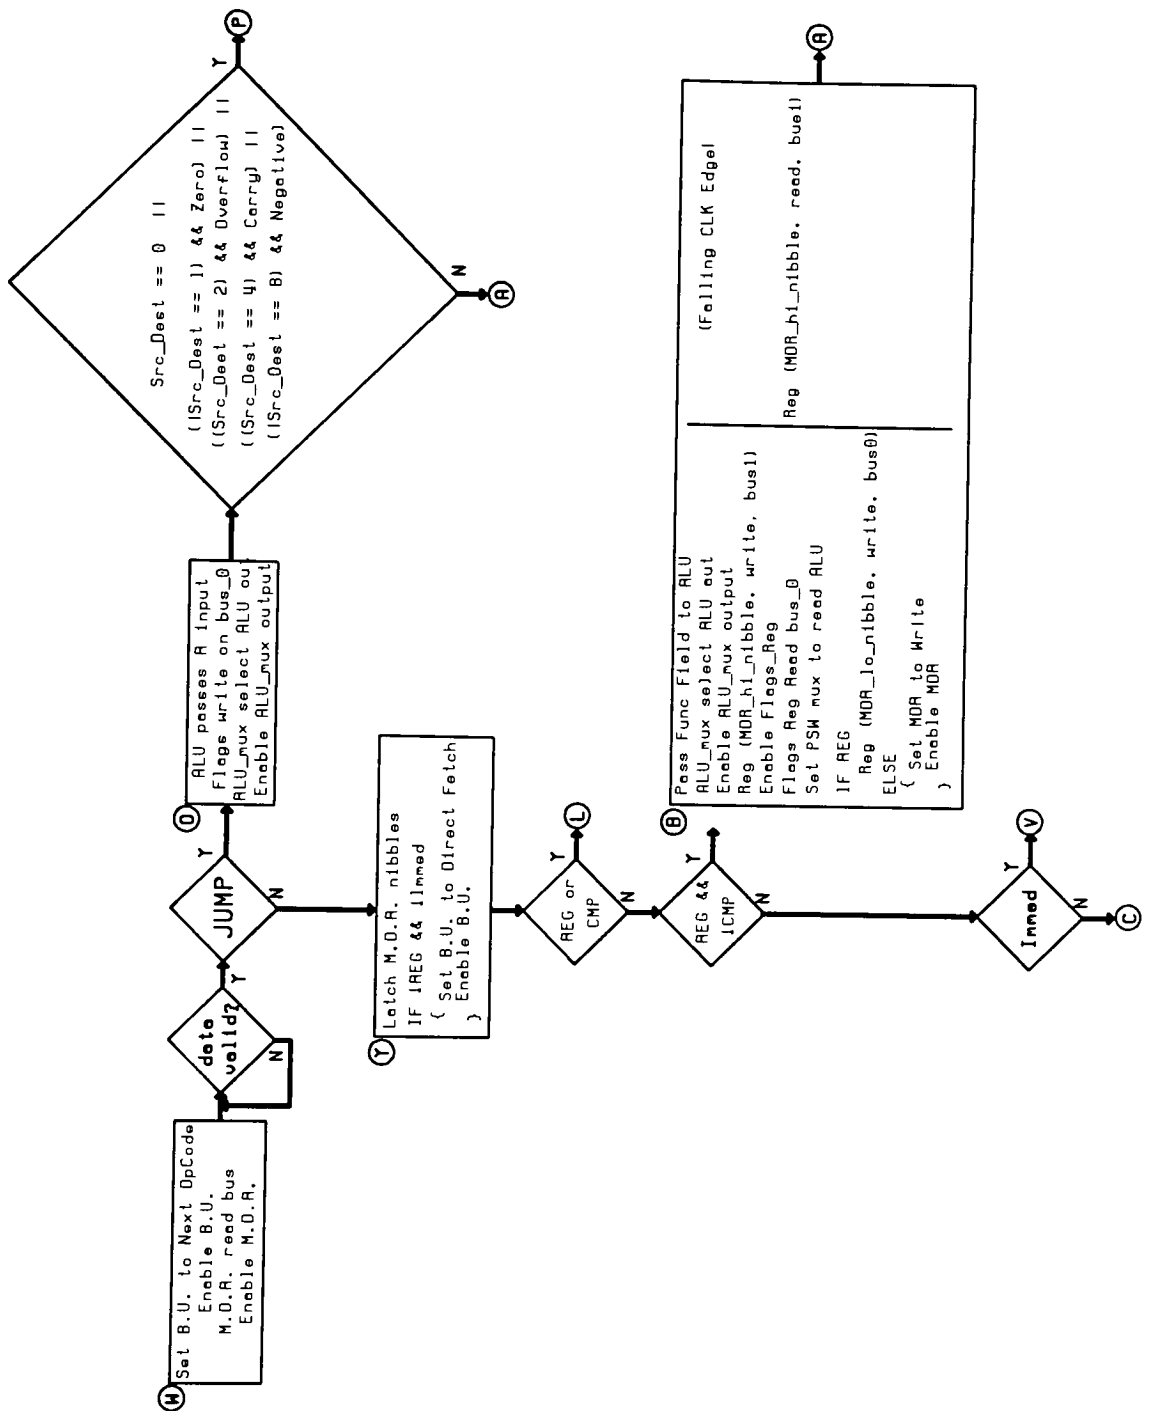 W
Set B.U. to Next OpCode
Enable B.U.
M.D.R. read bus
Enable M.D.R.
data
valid?
Y
N
JUMP
Y
N
O
ALU passes A input
Flags write on bus_0
ALU_mux select ALU ou
Enable ALU_mux output
Src_Dest == 0 ||
((Src_Dest == 1) && Zero) ||
((Src_Dest == 2) && Overflow) ||
((Src_Dest == 4) && Carry) ||
((Src_Dest == 8) && Negative)
Y
P
N
A
Y
Latch M.D.R. nibbles
IF !REG && !Immed
{ Set B.U. to Direct Fetch
Enable B.U.
}
REG or
CMP
Y
L
N
REG &&
!CMP
Y
N
B
Pass Func Field to ALU
ALU_mux select ALU out
Enable ALU_mux output
Reg (MDR_hi_nibble, write, bus1)
Enable Flags_Reg
Flags Reg Read bus_0
Set PSW mux to read ALU
IF REG
Reg (MDR_lo_nibble, write, bus0)
ELSE
{ Set MDR to Write
Enable MDR
}
(Falling CLK Edge)
Reg (MDR_hi_nibble, read, bus1)
A
Immed
Y
V
N
C